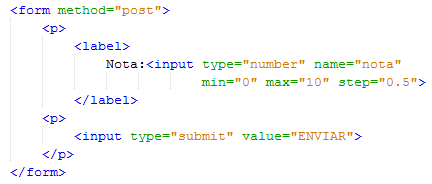 <form method="post">
<p>
<label>
Nota:<input type="number" name="nota"
min="0" max="10" step="0.5">
</label>
<p>
<input type="submit" value="ENVIAR">
</p>
</form>